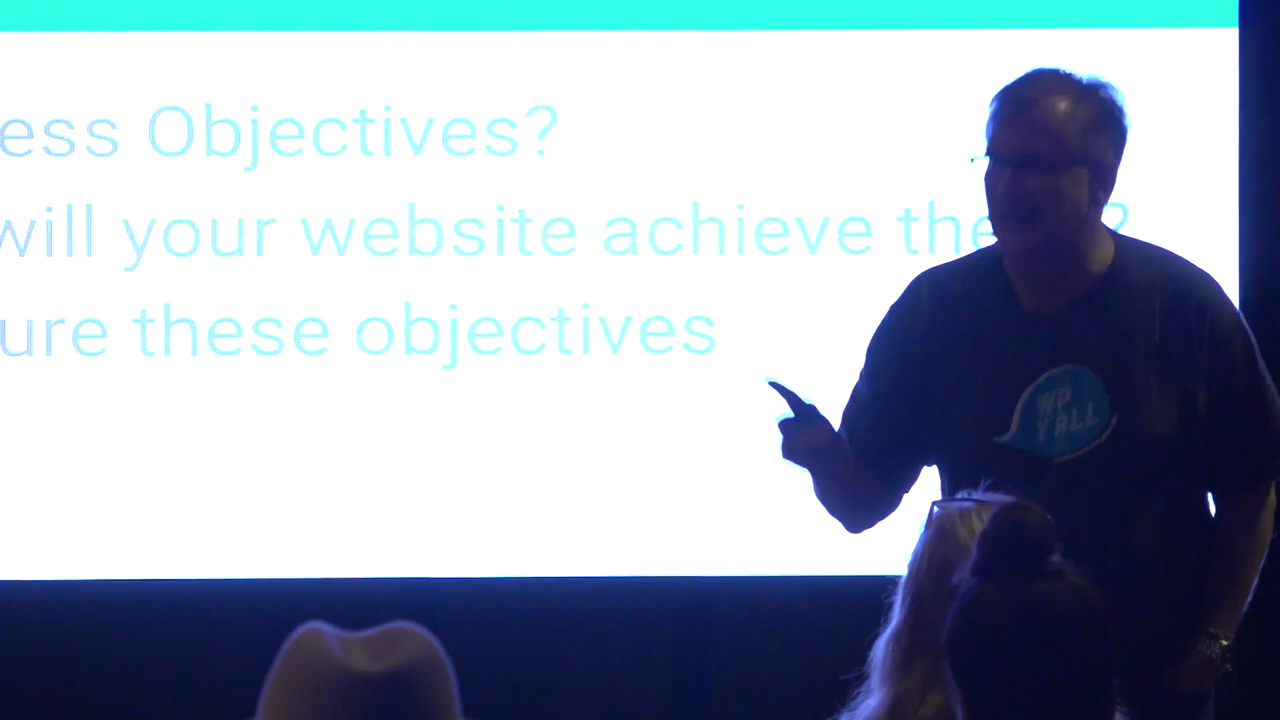 ess Objectives?
will your website achieve the ?
ure these objectives
WP
Y'ALL